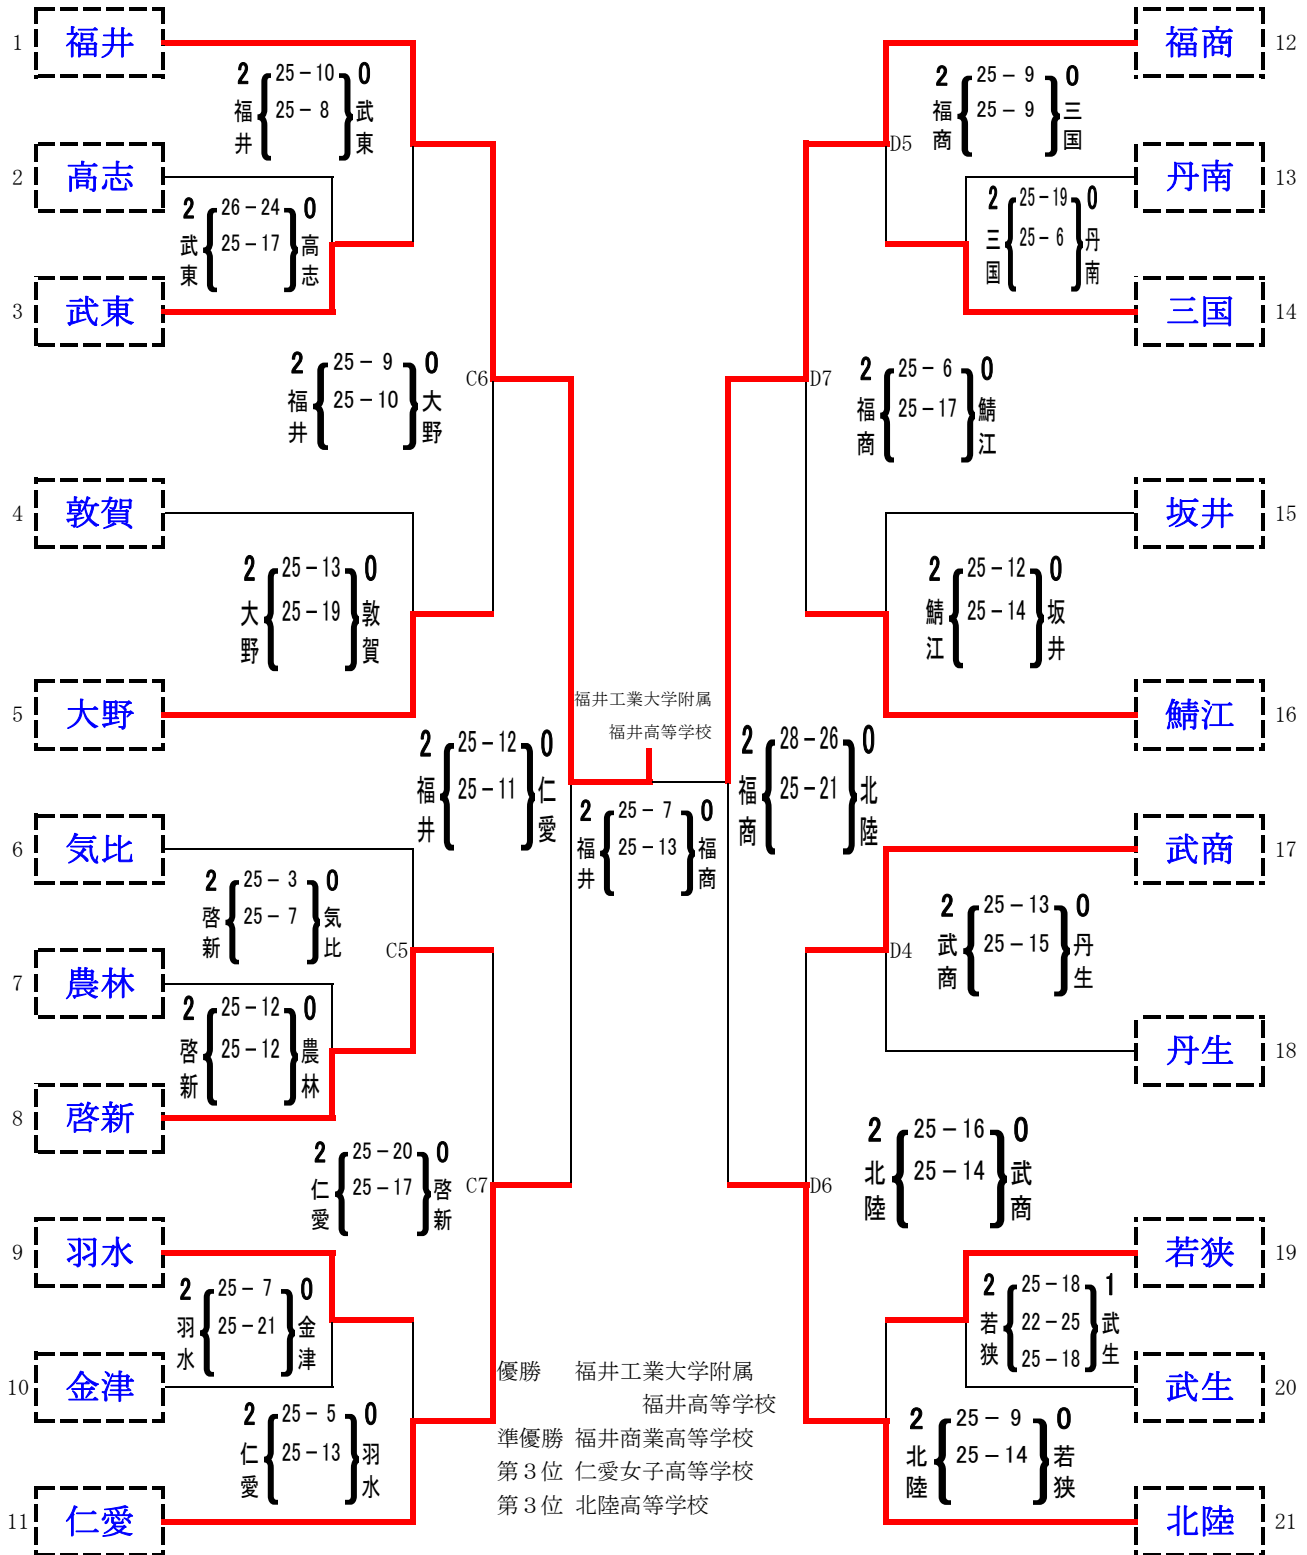 1 福井
2 0
福井 武東
25－10
25－8
2 高志
2 0
武東 高志
26－24
25－17
3 武東
C6
2 0
福井 大野
25－9
25－10
4 敦賀
2 0
大野 敦賀
25－13
25－19
5 大野
福井工業大学附属
福井高等学校
2 0
福井 仁愛
25－12
25－11
2 0
福井 福商
25－7
25－13
6 気比
2 0
啓新 気比
25－3
25－7
C5
7 農林
2 0
啓新 農林
25－12
25－12
8 啓新
2 0
仁愛 啓新
25－20
25－17
C7
9 羽水
2 0
羽水 金津
25－7
25－21
10 金津
2 0
仁愛 羽水
25－5
25－13
11 仁愛
福商 12
2 0
福商 三国
25－9
25－9
D5
丹南 13
2 0
三国 丹南
25－19
25－6
三国 14
D7
2 0
福商 鯖江
25－6
25－17
坂井 15
2 0
鯖江 坂井
25－12
25－14
鯖江 16
2 0
福商 北陸
28－26
25－21
武商 17
2 0
武商 丹生
25－13
25－15
D4
丹生 18
2 0
北陸 武商
25－16
25－14
D6
若狭 19
2 1
若狭 武生
25－18
22－25
25－18
武生 20
2 0
北陸 若狭
25－9
25－14
北陸 21
優勝 福井工業大学附属
福井高等学校
準優勝 福井商業高等学校
第３位 仁愛女子高等学校
第３位 北陸高等学校